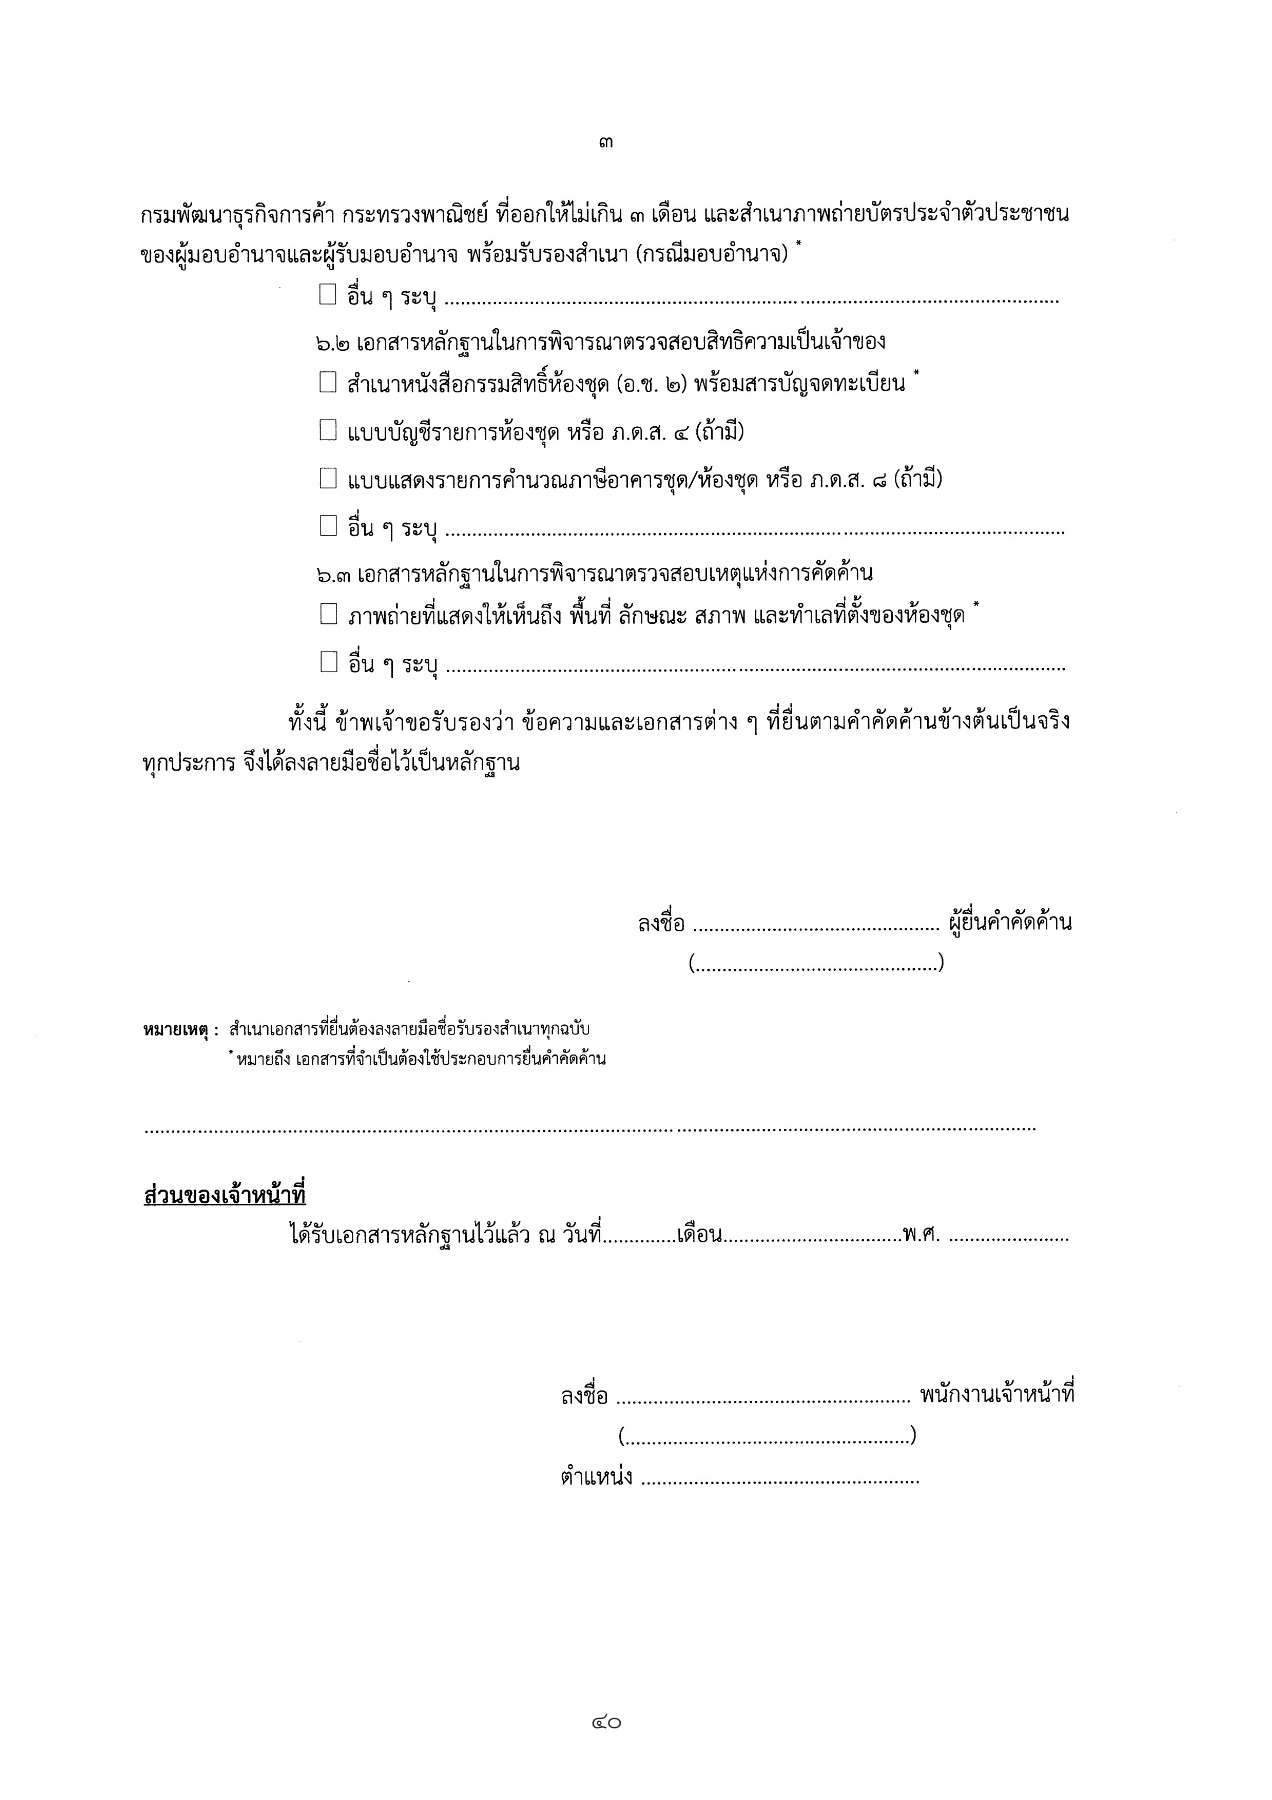 ๓
กรมพัฒนาธุรกิจการค้า กระทรวงพาณิชย์ ที่ออกให้ไม่เกิน ๓ เดือน และสำเนาภาพถ่ายบัตรประจำตัวประชาชน
ของผู้มอบอำนาจและผู้รับมอบอำนาจ พร้อมรับรองสำเนา (กรณีมอบอำนาจ) *
☐ อื่น ๆ ระบุ ....................................................................................................................
๖.๒ เอกสารหลักฐานในการพิจารณาตรวจสอบสิทธิความเป็นเจ้าของ
☐ สำเนาหนังสือกรรมสิทธิ์ห้องชุด (อ.ช. ๒) พร้อมสารบัญจดทะเบียน *
☐ แบบบัญชีรายการห้องชุด หรือ ภ.ด.ส. ๔ (ถ้ามี)
☐ แบบแสดงรายการคำนวณภาษีอาคารชุด/ห้องชุด หรือ ภ.ด.ส. ๘ (ถ้ามี)
☐ อื่น ๆ ระบุ ....................................................................................................................
๖.๓ เอกสารหลักฐานในการพิจารณาตรวจสอบเหตุแห่งการคัดค้าน
☐ ภาพถ่ายที่แสดงให้เห็นถึง พื้นที่ ลักษณะ สภาพ และทำเลที่ตั้งของห้องชุด *
☐ อื่น ๆ ระบุ ....................................................................................................................
ทั้งนี้ ข้าพเจ้าขอรับรองว่า ข้อความและเอกสารต่าง ๆ ที่ยื่นตามคำคัดค้านข้างต้นเป็นจริง
ทุกประการ จึงได้ลงลายมือชื่อไว้เป็นหลักฐาน
ลงชื่อ ............................................... ผู้ยื่นคำคัดค้าน
(..............................................)
หมายเหตุ : สำเนาเอกสารที่ยื่นต้องลงลายมือชื่อรับรองสำเนาทุกฉบับ
* หมายถึง เอกสารที่จำเป็นต้องใช้ประกอบการยื่นคำคัดค้าน
........................................................................................................................................................................
ส่วนของเจ้าหน้าที่
ได้รับเอกสารหลักฐานไว้แล้ว ณ วันที่..............เดือน..................................พ.ศ. .......................
ลงชื่อ ........................................................ พนักงานเจ้าหน้าที่
(......................................................)
ตำแหน่ง .....................................................
๔๐